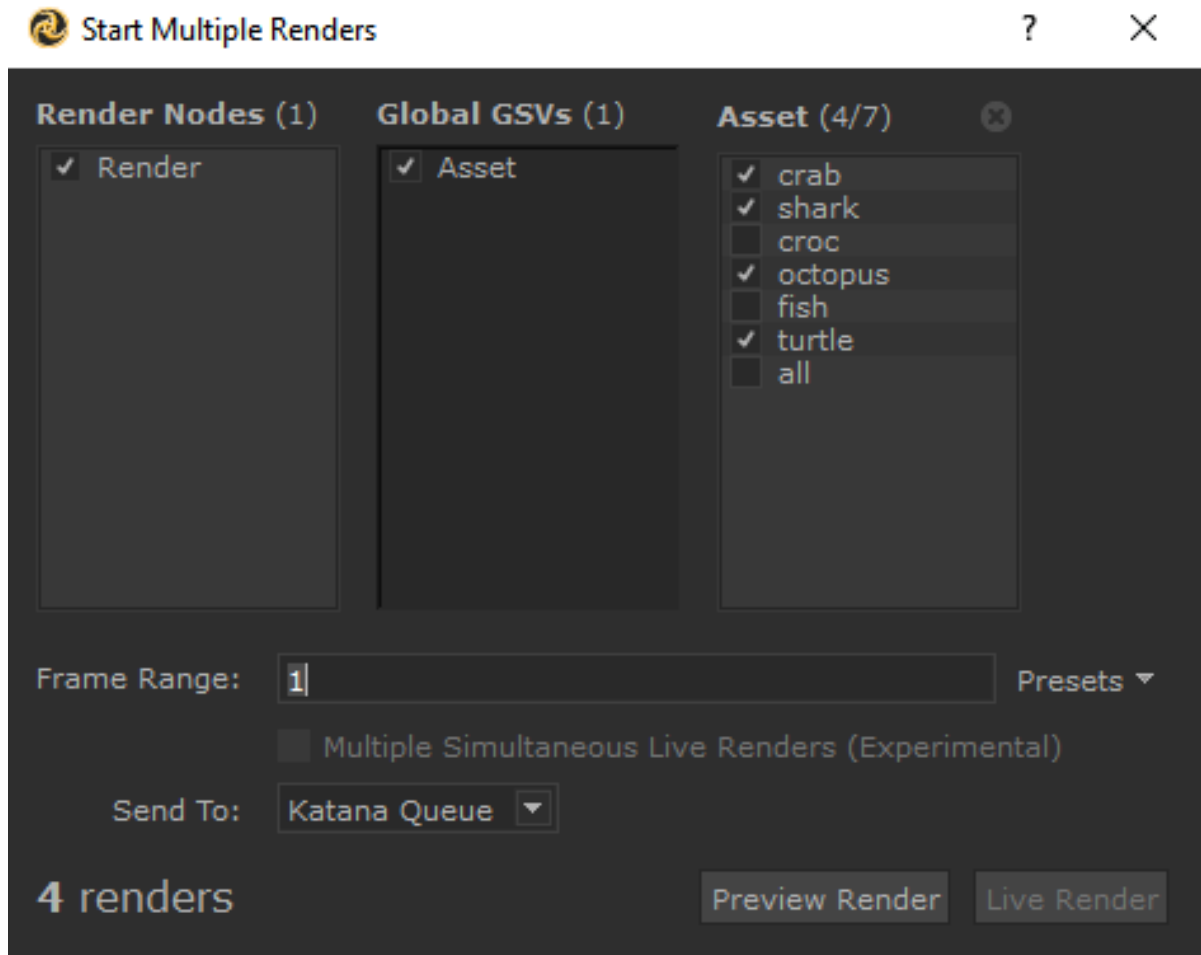 Start Multiple Renders ?
Render Nodes (1) Global GSVs (1) Asset (4/7)
Render
Asset
crab
shark
croc
octopus
fish
turtle
all
Frame Range: 1 Presets
Multiple Simultaneous Live Renders (Experimental)
Send To: Katana Queue
4 renders Preview Render Live Render